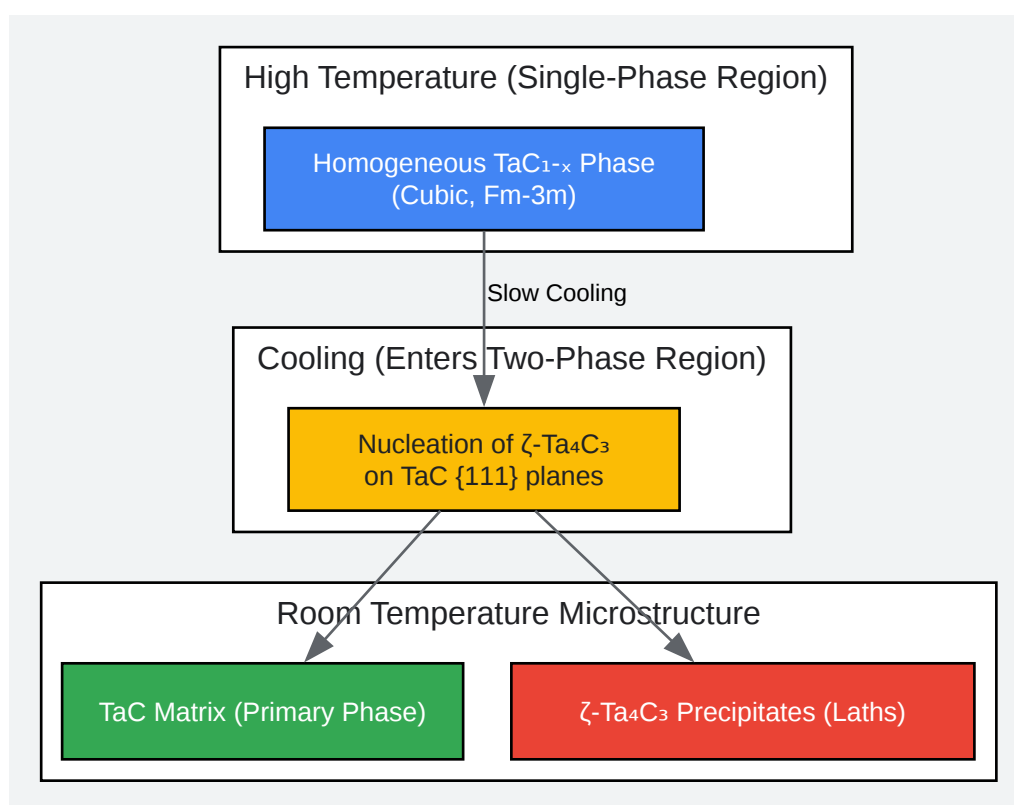 High Temperature (Single-Phase Region)
Homogeneous TaC₁-ₓ Phase
(Cubic, Fm-3m)
Slow Cooling
Cooling (Enters Two-Phase Region)
Nucleation of ζ-Ta₄C₃
on TaC {111} planes
Room Temperature Microstructure
TaC Matrix (Primary Phase)
ζ-Ta₄C₃ Precipitates (Laths)